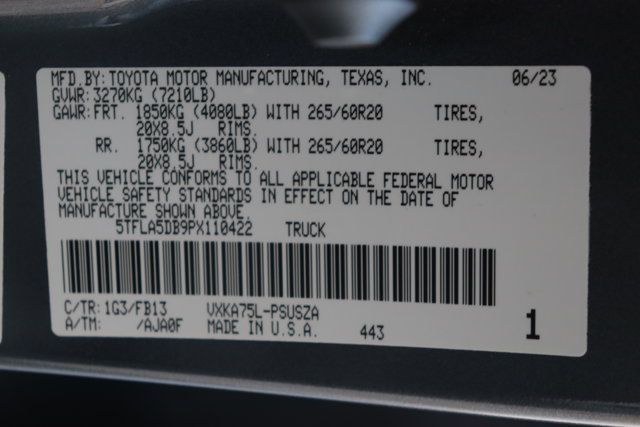 MFD.BY: TOYOTA MOTOR MANUFACTURING, TEXAS, INC. 06/23
GVWR: 3270KG (7210LB)
GAWR: FRT. 1850KG (4080LB) WITH 265/60R20 TIRES,
20X8.5J RIMS.
RR. 1750KG (3860LB) WITH 265/60R20 TIRES,
20X8.5J RIMS.
THIS VEHICLE CONFORMS TO ALL APPLICABLE FEDERAL MOTOR
VEHICLE SAFETY STANDARDS IN EFFECT ON THE DATE OF
MANUFACTURE SHOWN ABOVE.
5TFLA5DB9PX110422 TRUCK
C/TR: 1G3/FB13 VXKA75L-PSUSZA
A/TM: /AJA0F MADE IN U.S.A. 443 1